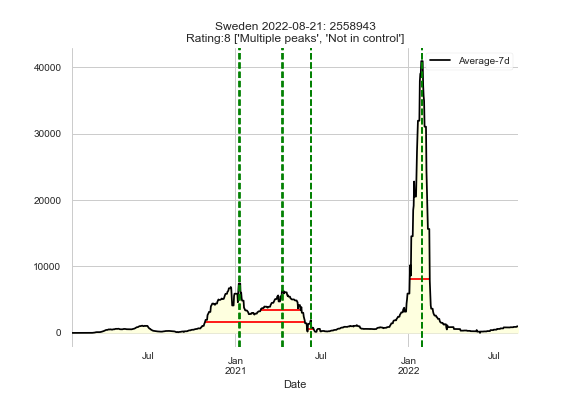 Sweden 2022-08-21: 2558943
Rating:8 ['Multiple peaks', 'Not in control']
Average-7d
40000
30000
20000
10000
0
Jul
Jan
2021
Jul
Jan
2022
Jul
Date